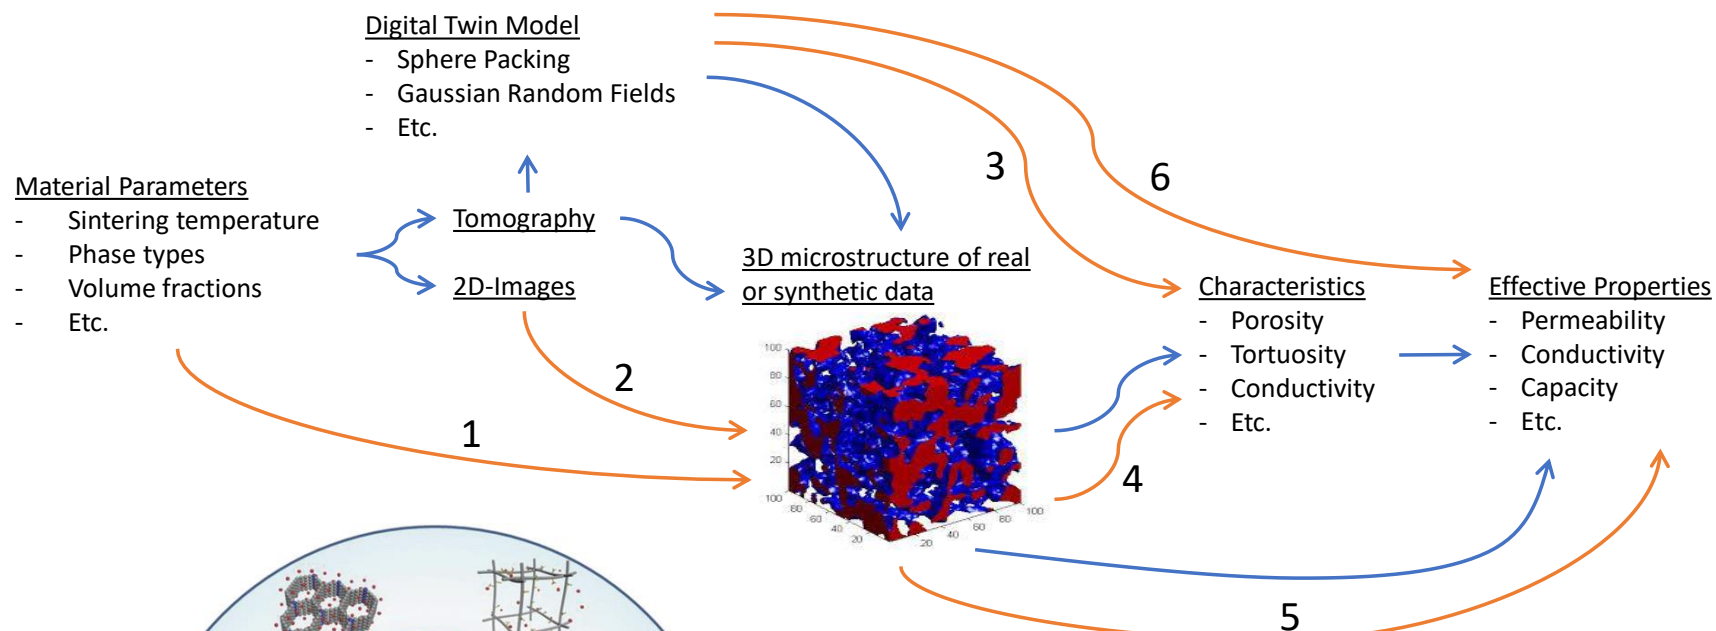 Digital Twin Model
- Sphere Packing
- Gaussian Random Fields
- Etc.
Material Parameters
- Sintering temperature
- Phase types
- Volume fractions
- Etc.
Tomography
2D-Images
3D microstructure of real
or synthetic data
Characteristics
- Porosity
- Tortuosity
- Conductivity
- Etc.
Effective Properties
- Permeability
- Conductivity
- Capacity
- Etc.
1
2
3
4
5
6
100
80
60
40
20
100
80
60
40
20
20
40
60
80
100